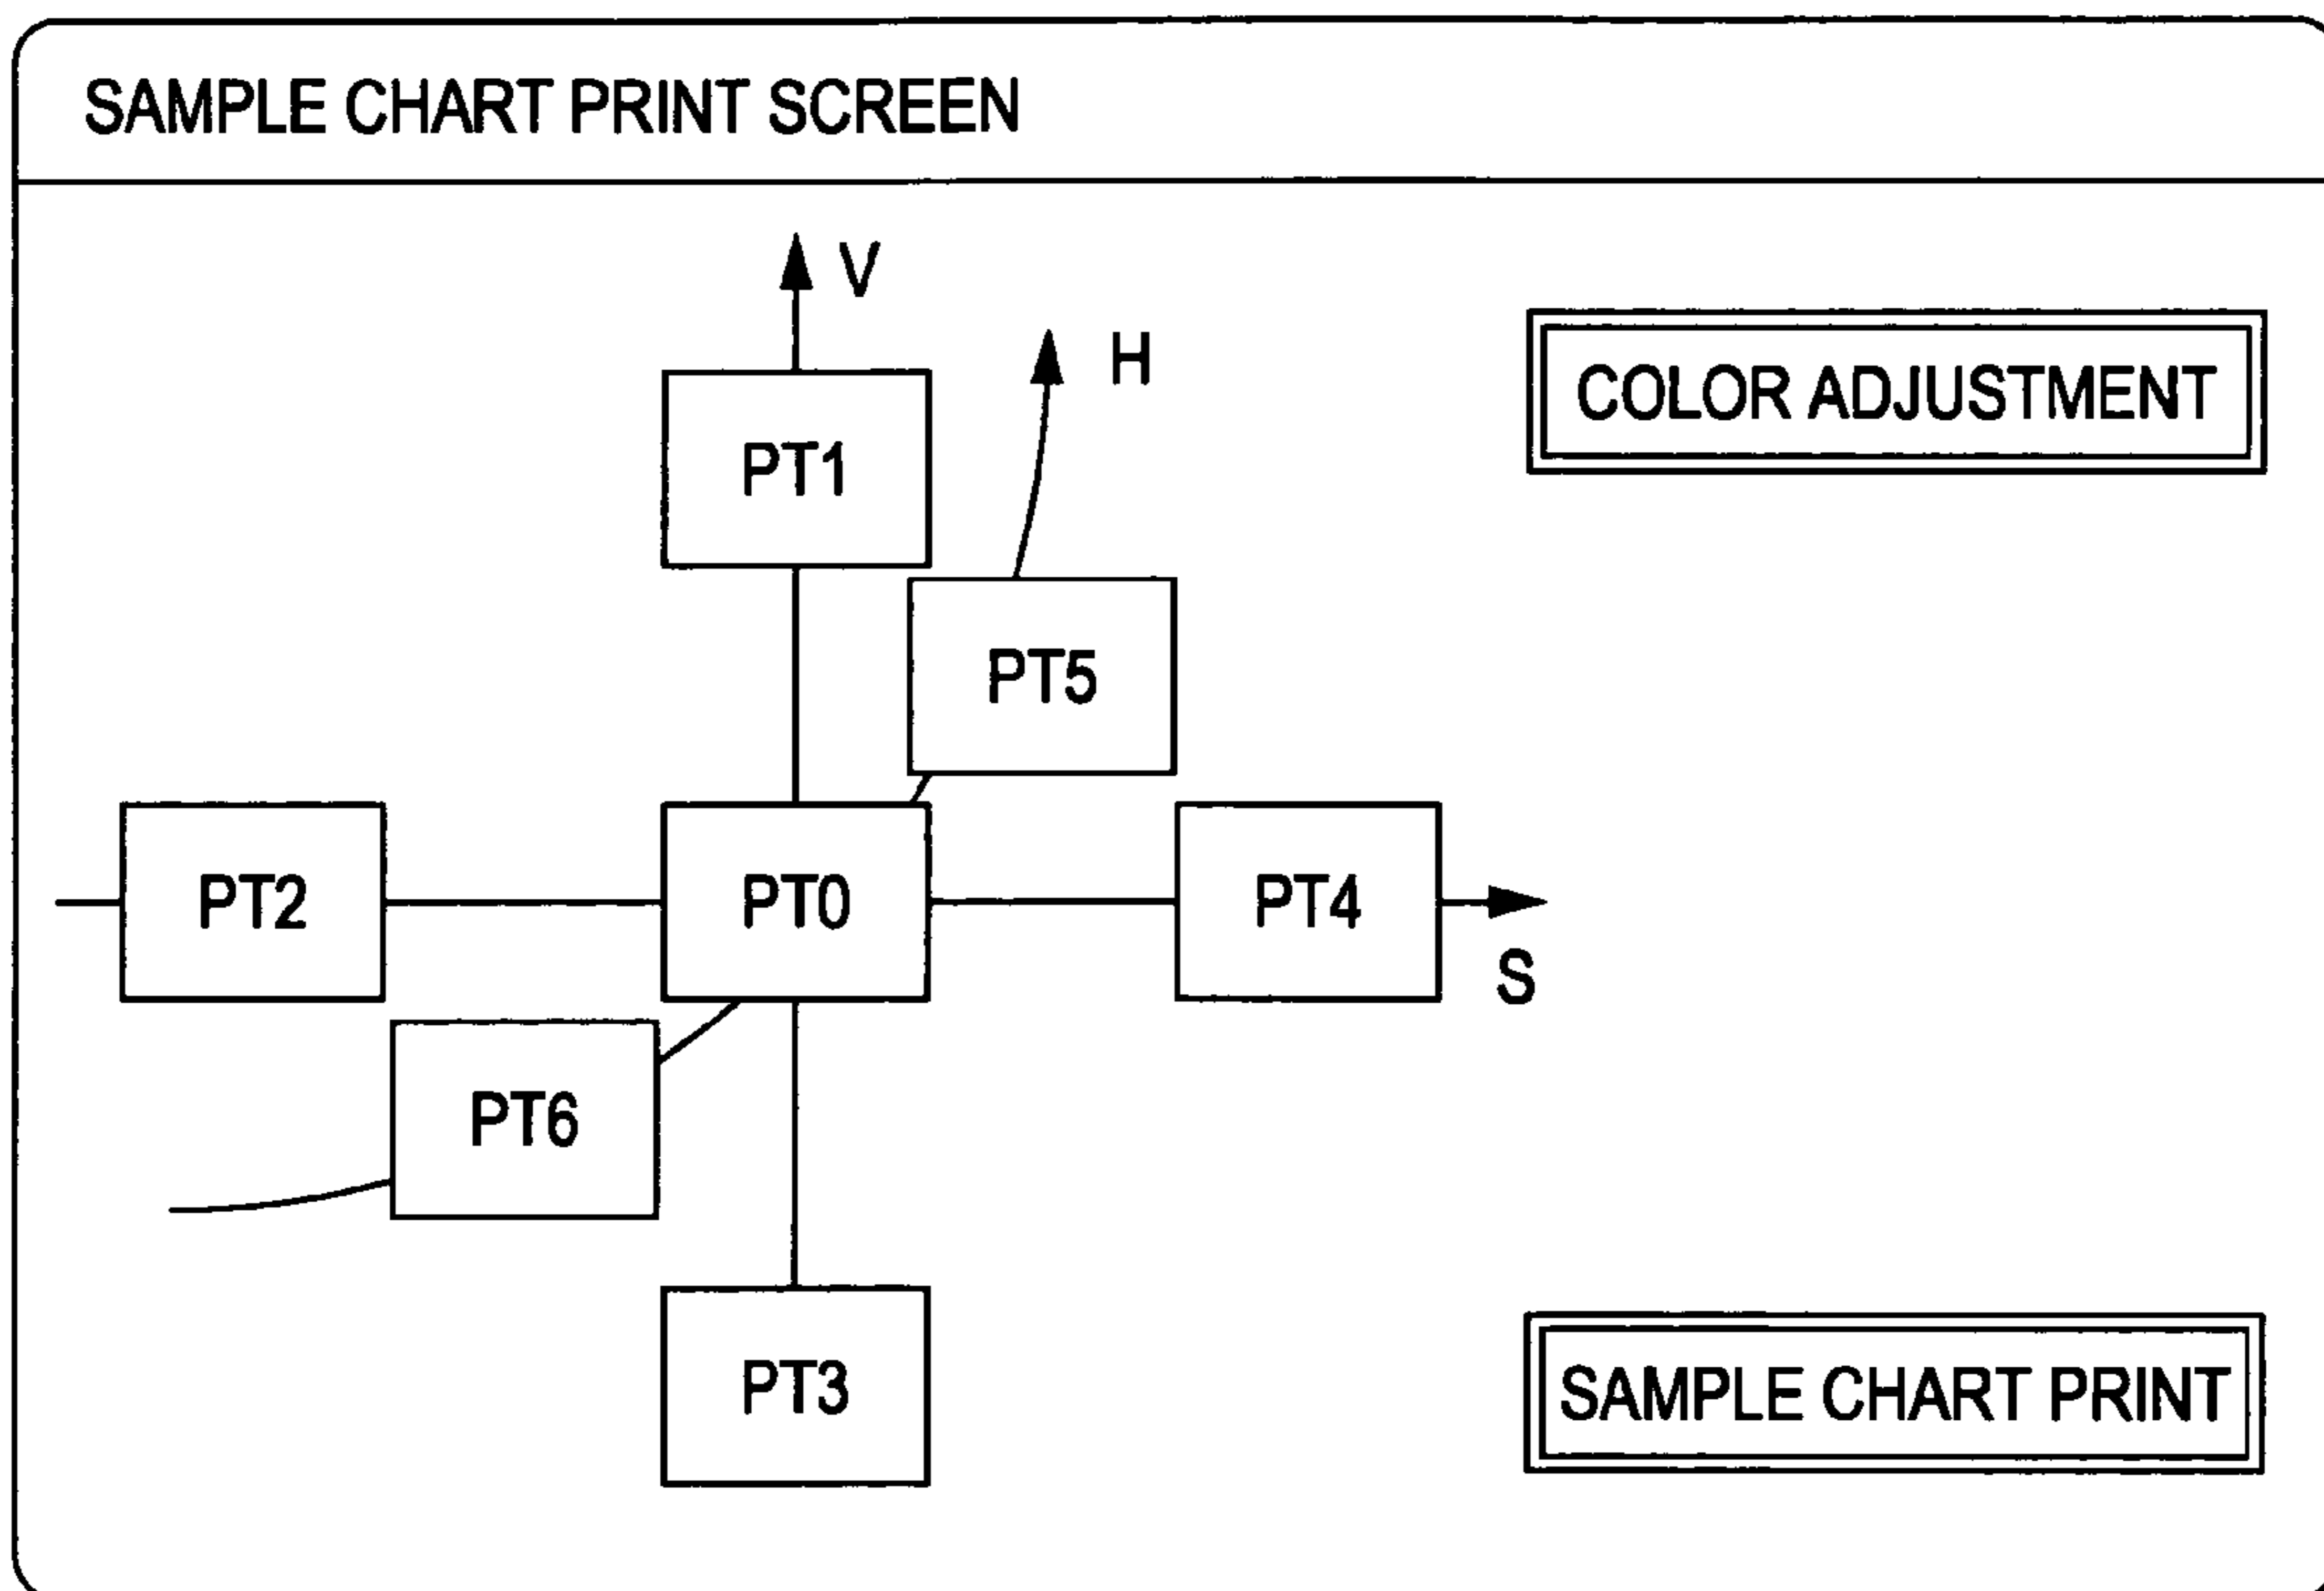 SAMPLE CHART PRINT SCREEN
V
H
COLOR ADJUSTMENT
PT1
PT5
PT2
PT0
PT4
S
PT6
PT3
SAMPLE CHART PRINT